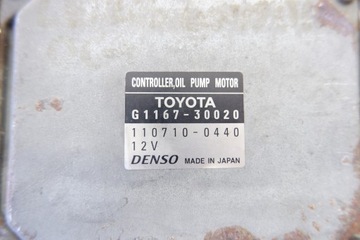 CONTROLLER,OIL PUMP MOTOR
TOYOTA
G1167-30020
110710-0440
12V
DENSO MADE IN JAPAN